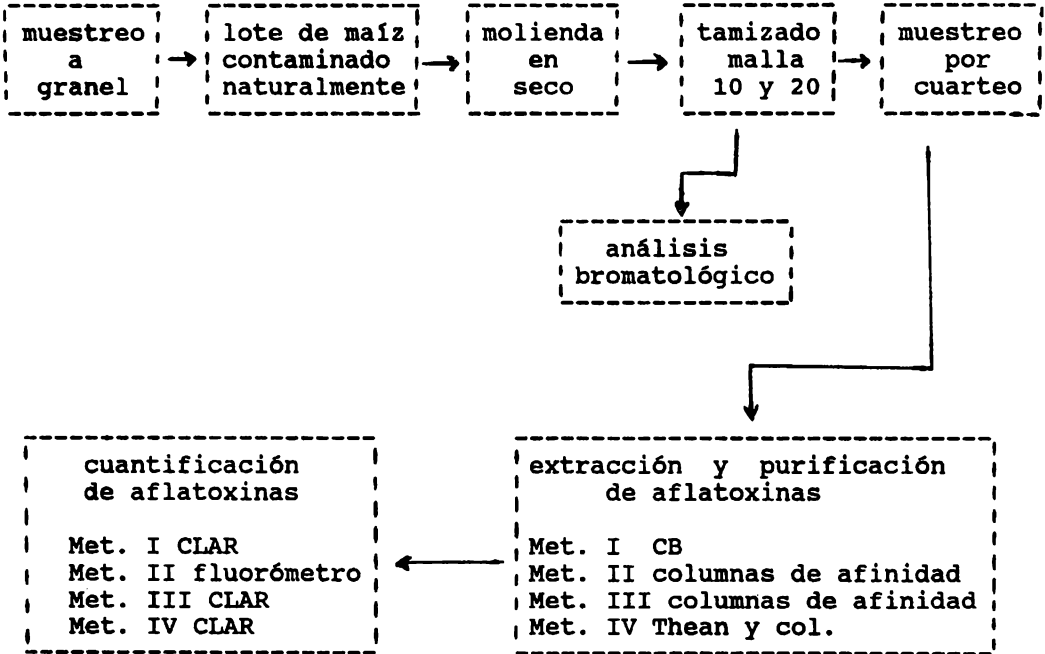 muestreo
a
granel
lote de maíz
contaminado
naturalmente
molienda
en
seco
tamizado
malla
10 y 20
muestreo
por
cuarteo
análisis
bromatológico
cuantificación
de aflatoxinas
Met. I CLAR
Met. II fluorómetro
Met. III CLAR
Met. IV CLAR
extracción y purificación
de aflatoxinas
Met. I CB
Met. II columnas de afinidad
Met. III columnas de afinidad
Met. IV Thean y col.